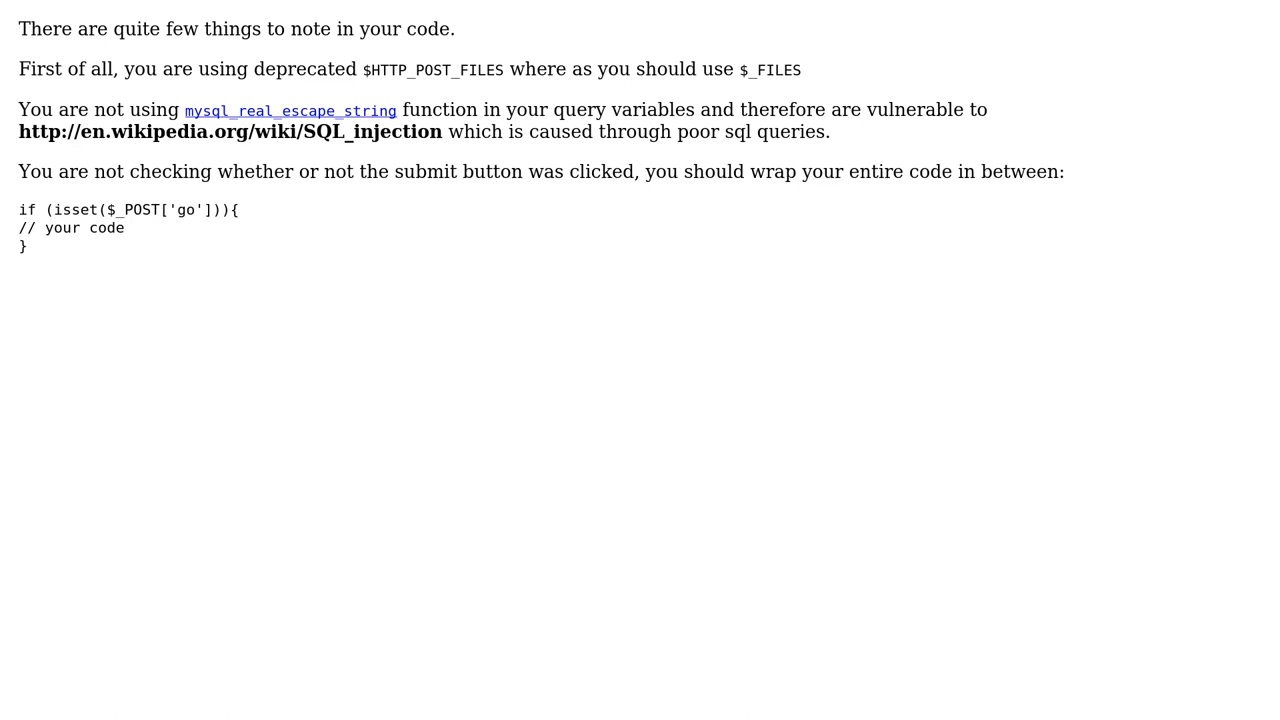 There are quite few things to note in your code.
First of all, you are using deprecated $HTTP_POST_FILES where as you should use $_FILES
You are not using mysql_real_escape_string function in your query variables and therefore are vulnerable to
http://en.wikipedia.org/wiki/SQL_injection which is caused through poor sql queries.
You are not checking whether or not the submit button was clicked, you should wrap your entire code in between:
if (isset($_POST['go'])){
// your code
}